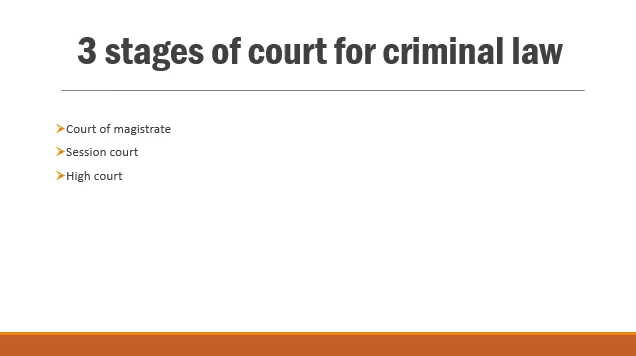 3 stages of court for criminal law
➢Court of magistrate
➢Session court
➢High court